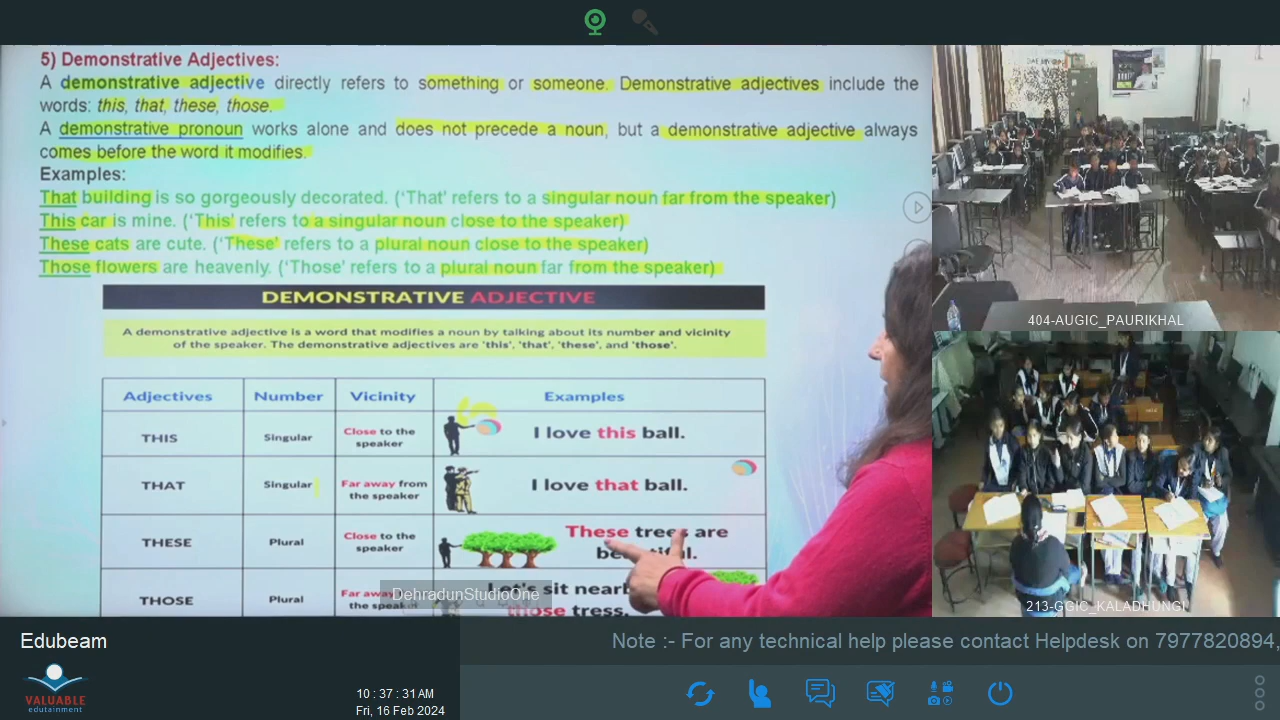 5) Demonstrative Adjectives:
A demonstrative adjective directly refers to something or someone. Demonstrative adjectives include the
words: this, that, these, those.
A demonstrative pronoun works alone and does not precede a noun, but a demonstrative adjective always
comes before the word it modifies.
Examples:
That building is so gorgeously decorated. ('That' refers to a singular noun far from the speaker)
This car is mine. ('This' refers to a singular noun close to the speaker)
These cats are cute. ('These' refers to a plural noun close to the speaker)
Those flowers are heavenly. ('Those' refers to a plural noun far from the speaker)
DEMONSTRATIVE ADJECTIVE
A demonstrative adjective is a word that modifies a noun by talking about its number and vicinity
of the speaker. The demonstrative adjectives are 'this', 'that', 'these', and 'those'.
Adjectives Number Vicinity Examples
THIS Singular Close to the speaker I love this ball.
THAT Singular Far away from the speaker I love that ball.
THESE Plural Close to the speaker These trees are
THOSE Plural Far away the speaker Let's sit
those tress.
DehradunStudioOne
404-AUGIC_PAURIKHAL
213-GGIC_KALADHUNGI
Edubeam
Note :- For any technical help please contact Helpdesk on 7977820894,
VALUABLE
edutainment
10 : 37 : 31 AM
Fri, 16 Feb 2024